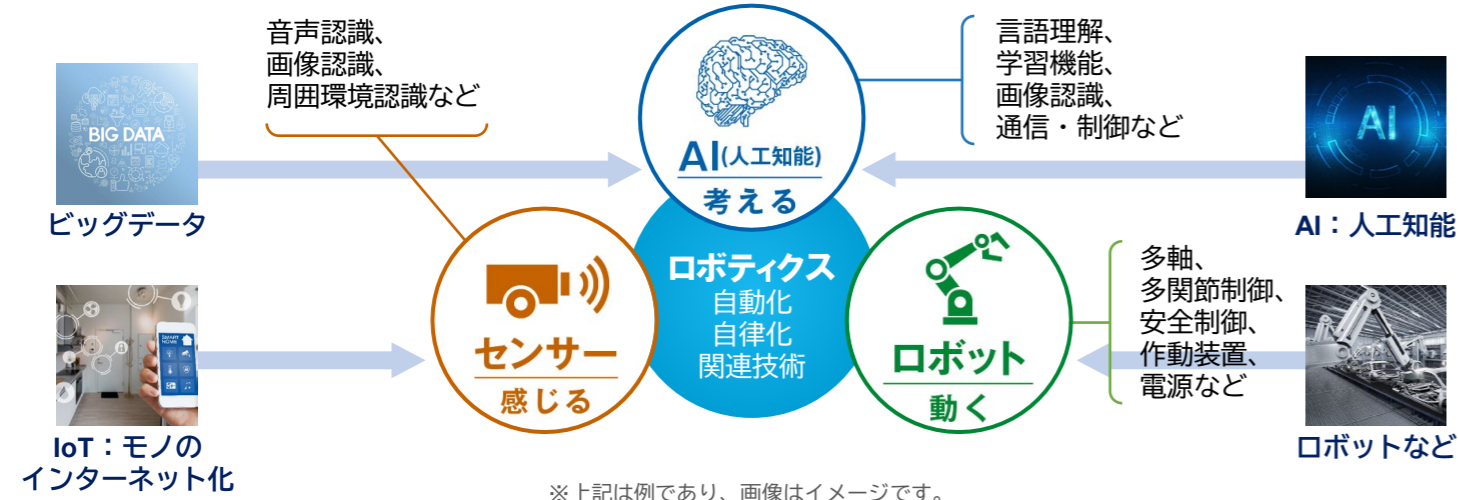 音声認識、
画像認識、
周囲環境認識など
言語理解、
学習機能、
画像認識、
通信・制御など
BIG DATA
ビッグデータ
AI(人工知能)
考える
AI
AI：人工知能
ロボティクス
自動化
自律化
関連技術
センサー
感じる
ロボット
動く
多軸、
多関節制御、
安全制御、
作動装置、
電源など
SMART
HOME
IoT：モノの
インターネット化
ロボットなど
※上記は例であり、画像はイメージです。